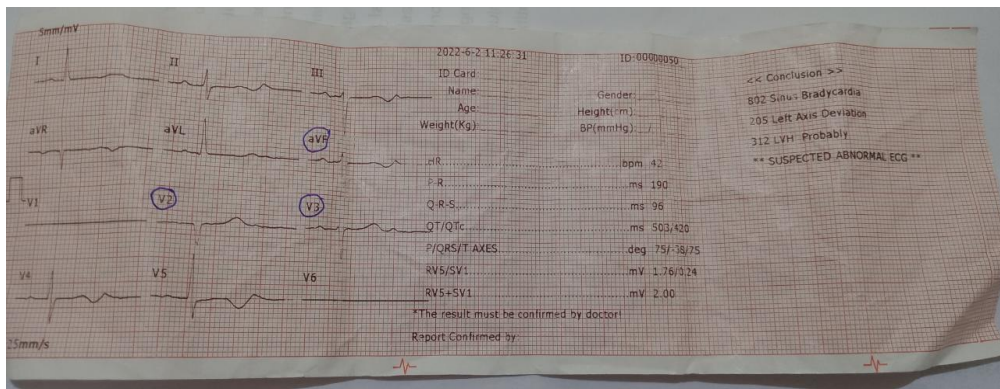 5mm/mV
I II III
aVR aVL aVF
V1 V2 V3
V4 V5 V6
25mm/s
2022-6-2 11:26:31 ID:00000050
ID Card:
Name: Gender:
Age: Height(cm):
Weight(Kg): BP(mmHg): /
HR bpm 42
P-R ms 190
Q-R-S ms 96
QT/QTc ms 503/420
P/QRS/T AXES deg 75/-38/75
RV5/SV1 mV 1.76/0.24
RV5+SV1 mV 2.00
*The result must be confirmed by doctor!
Report Confirmed by:
<< Conclusion >>
802 Sinus Bradycardia
205 Left Axis Deviation
312 LVH Probably
** SUSPECTED ABNORMAL ECG **